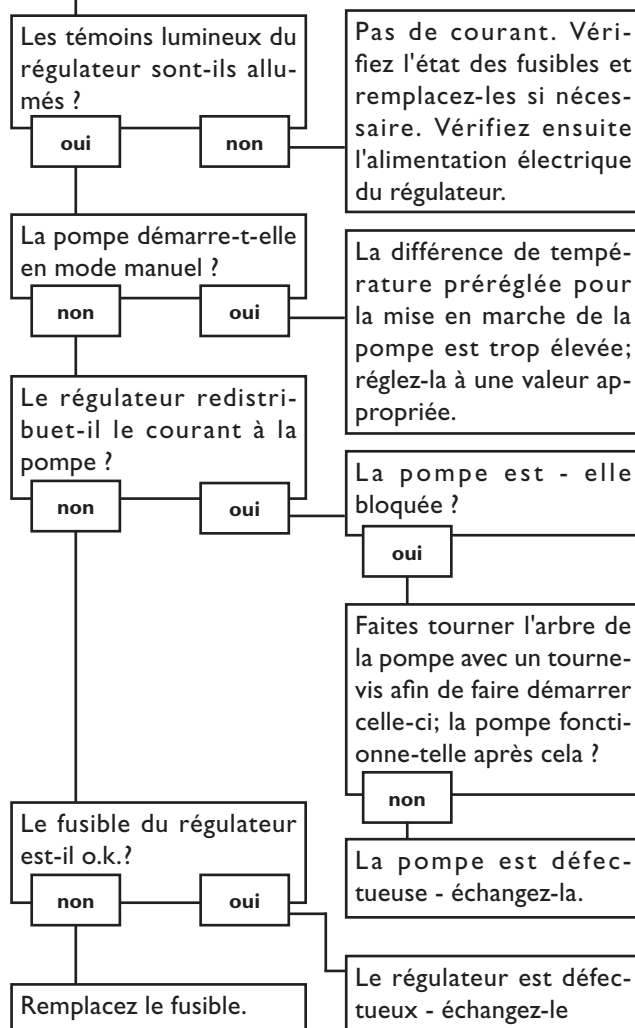 Les témoins lumineux du
régulateur sont-ils allu-
més ?
oui
non
Pas de courant. Véri-
fiez l'état des fusibles et
remplacez-les si néces-
saire. Vérifiez ensuite
l'alimentation électrique
du régulateur.
La pompe démarre-t-elle
en mode manuel ?
non
oui
La différence de tempé-
rature préréglée pour
la mise en marche de la
pompe est trop élevée;
réglez-la à une valeur ap-
propriée.
Le régulateur redistri-
buet-il le courant à la
pompe ?
non
oui
La pompe est - elle
bloquée ?
oui
Faites tourner l'arbre de
la pompe avec un tourne-
vis afin de faire démarrer
celle-ci; la pompe foncti-
onne-telle après cela ?
non
La pompe est défec-
tueuse - échangez-la.
Le fusible du régulateur
est-il o.k.?
non
oui
Remplacez le fusible.
Le régulateur est défec-
tueux - échangez-le